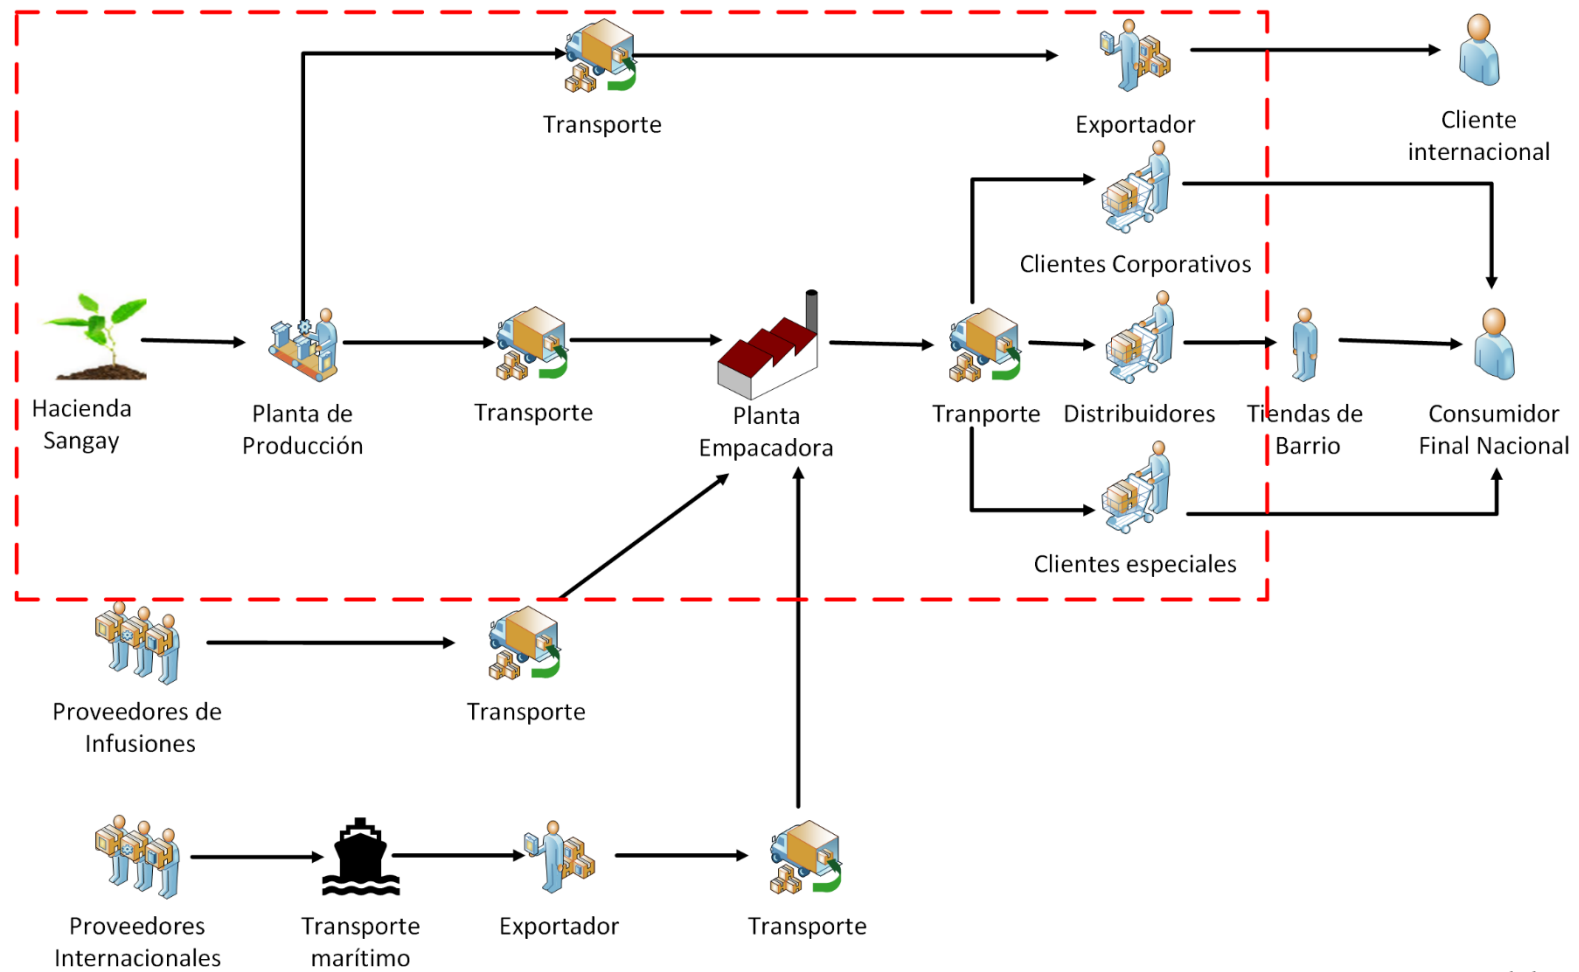 Transporte
Exportador
Cliente
internacional
Clientes Corporativos
Hacienda
Sangay
Planta de
Producción
Transporte
Planta
Empacadora
Tranporte
Distribuidores
Tiendas de
Barrio
Consumidor
Final Nacional
Clientes especiales
Proveedores de
Infusiones
Transporte
Proveedores
Internacionales
Transporte
marítimo
Exportador
Transporte